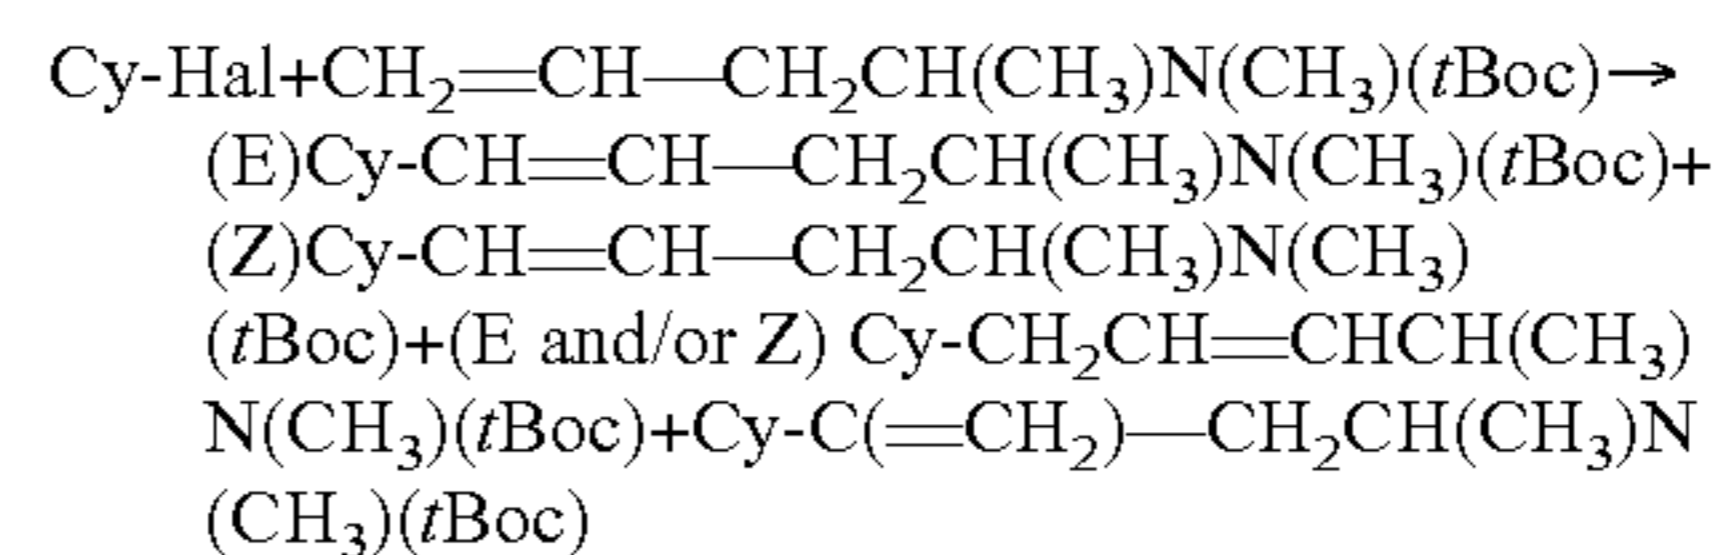 Cy-Hal+CH₂=CH—CH₂CH(CH₃)N(CH₃)(tBoc)→
(E)Cy-CH=CH—CH₂CH(CH₃)N(CH₃)(tBoc)+
(Z)Cy-CH=CH—CH₂CH(CH₃)N(CH₃)
(tBoc)+(E and/or Z) Cy-CH₂CH=CHCH(CH₃)
N(CH₃)(tBoc)+Cy-C(=CH₂)—CH₂CH(CH₃)N
(CH₃)(tBoc)